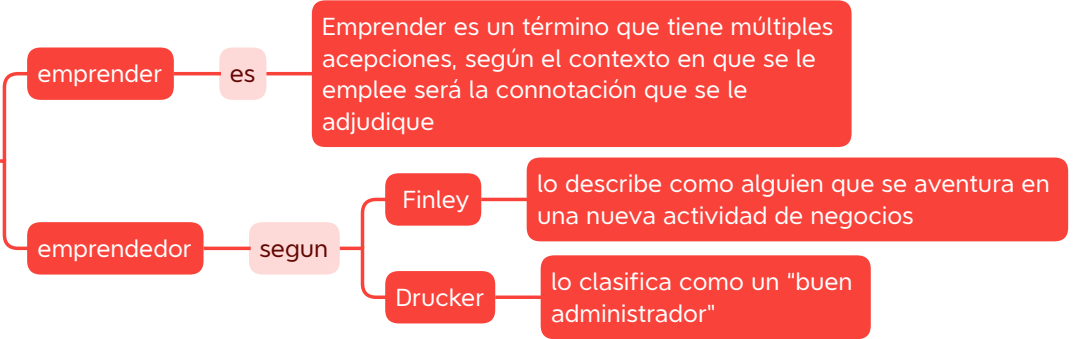 emprender
es
Emprender es un término que tiene múltiples
acepciones, según el contexto en que se le
emplee será la connotación que se le
adjudique
emprendedor
segun
Finley
lo describe como alguien que se aventura en
una nueva actividad de negocios
Drucker
lo clasifica como un “buen
administrador"